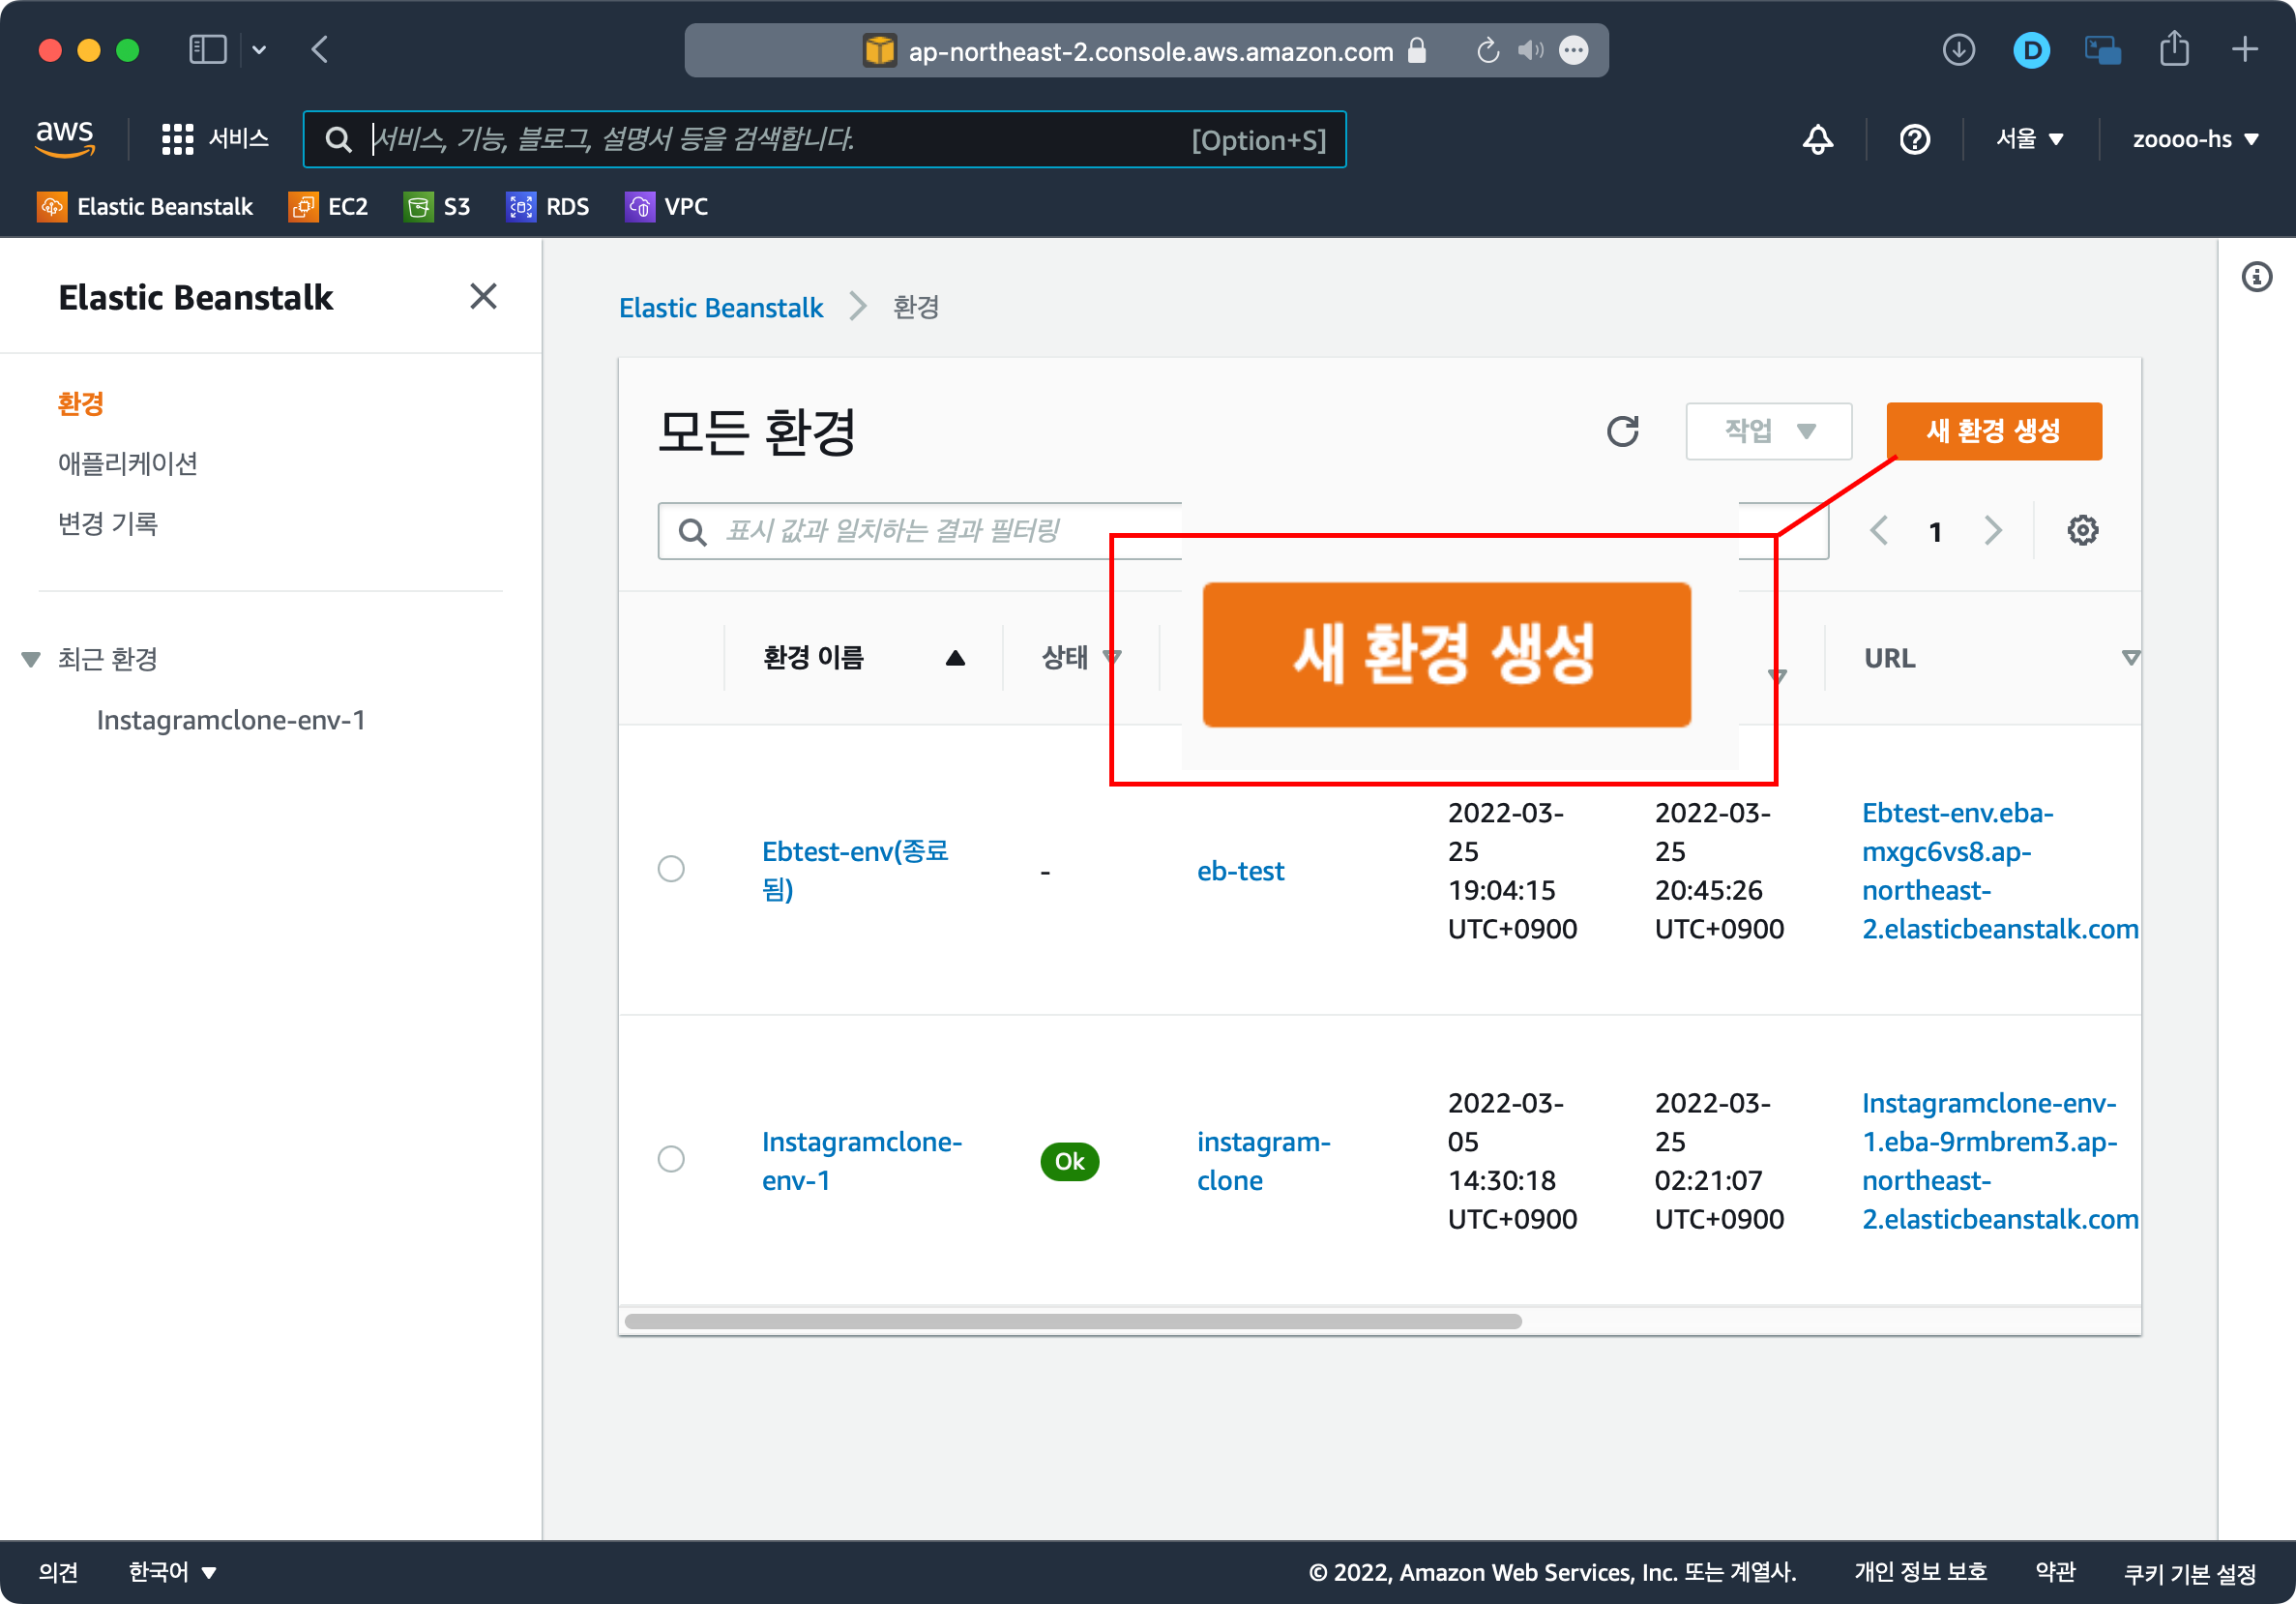 ap-northeast-2.console.aws.amazon.com
D
aws
서비스
서비스, 기능, 블로그, 설명서 등을 검색합니다.
[Option+S]
서울
zoooo-hs
Elastic Beanstalk
EC2
S3
RDS
VPC
Elastic Beanstalk
환경
애플리케이션
변경 기록
최근 환경
Instagramclone-env-1
Elastic Beanstalk
환경
모든 환경
작업
새 환경 생성
표시 값과 일치하는 결과 필터링
1
환경 이름
상태
새 환경 생성
URL
Ebtest-env(종료
됨)
-
eb-test
2022-03-
25
19:04:15
UTC+0900
2022-03-
25
20:45:26
UTC+0900
Ebtest-env.eba-
mxgc6vs8.ap-
northeast-
2.elasticbeanstalk.com
Instagramclone-
env-1
Ok
instagram-
clone
2022-03-
05
14:30:18
UTC+0900
2022-03-
25
02:21:07
UTC+0900
Instagramclone-env-
1.eba-9rmbrem3.ap-
northeast-
2.elasticbeanstalk.com
의견
한국어
© 2022, Amazon Web Services, Inc. 또는 계열사.
개인 정보 보호
약관
쿠키 기본 설정